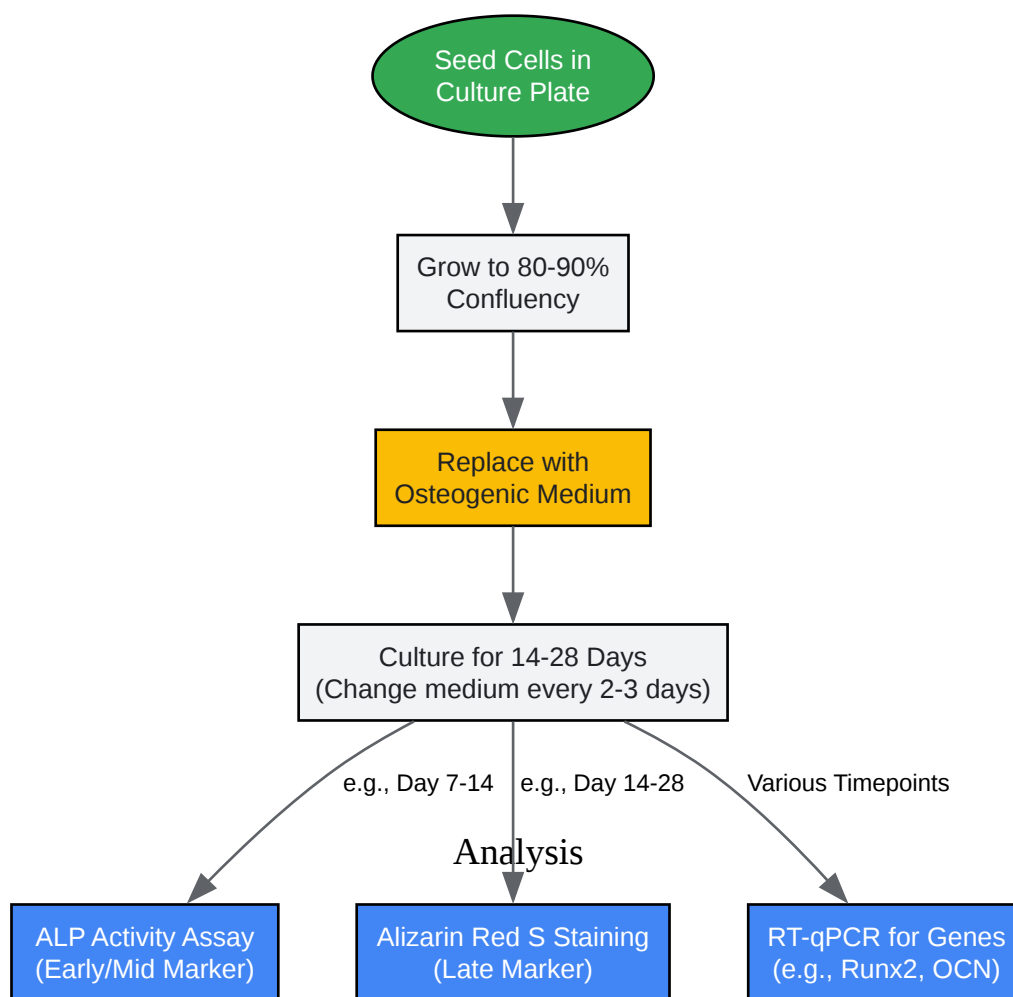 Seed Cells in
Culture Plate
Grow to 80-90%
Confluency
Replace with
Osteogenic Medium
Culture for 14-28 Days
(Change medium every 2-3 days)
e.g., Day 7-14
e.g., Day 14-28
Various Timepoints
Analysis
ALP Activity Assay
(Early/Mid Marker)
Alizarin Red S Staining
(Late Marker)
RT-qPCR for Genes
(e.g., Runx2, OCN)